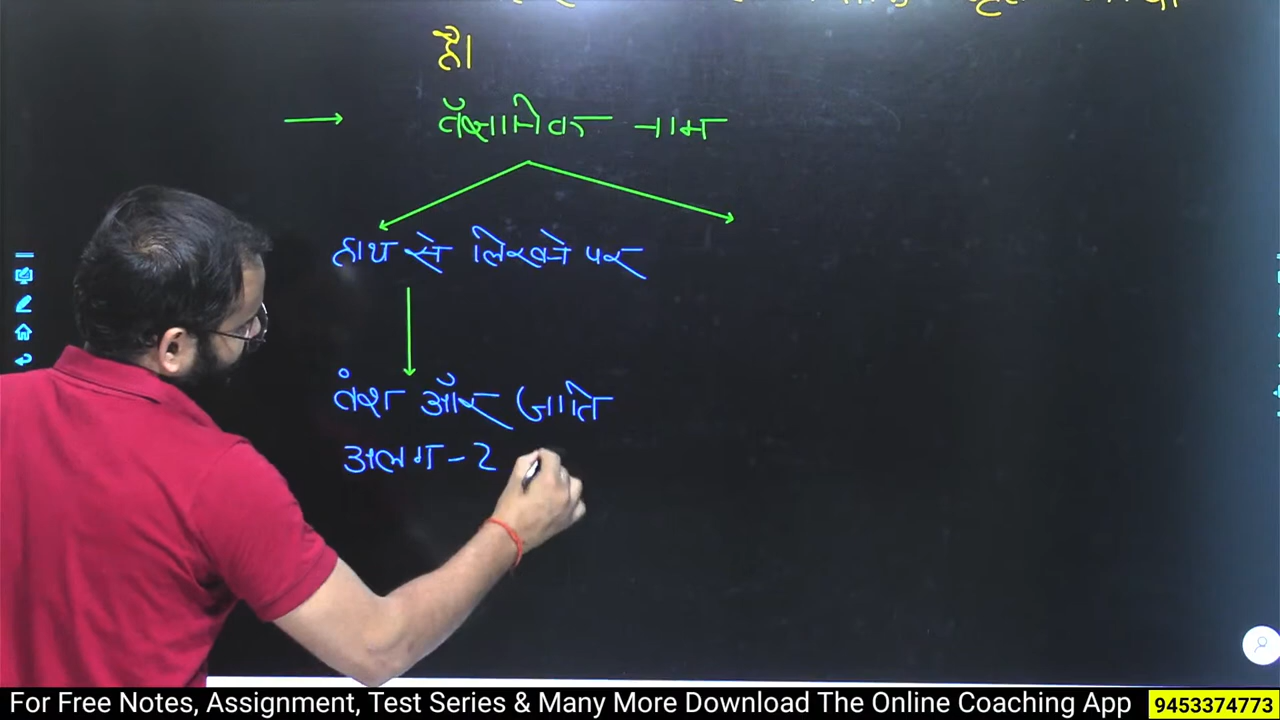 है।
वैज्ञानिक नाम
हाथ से लिखने पर
वंश और जाति
अलग-2
For Free Notes, Assignment, Test Series & Many More Download The Online Coaching App 9453374773